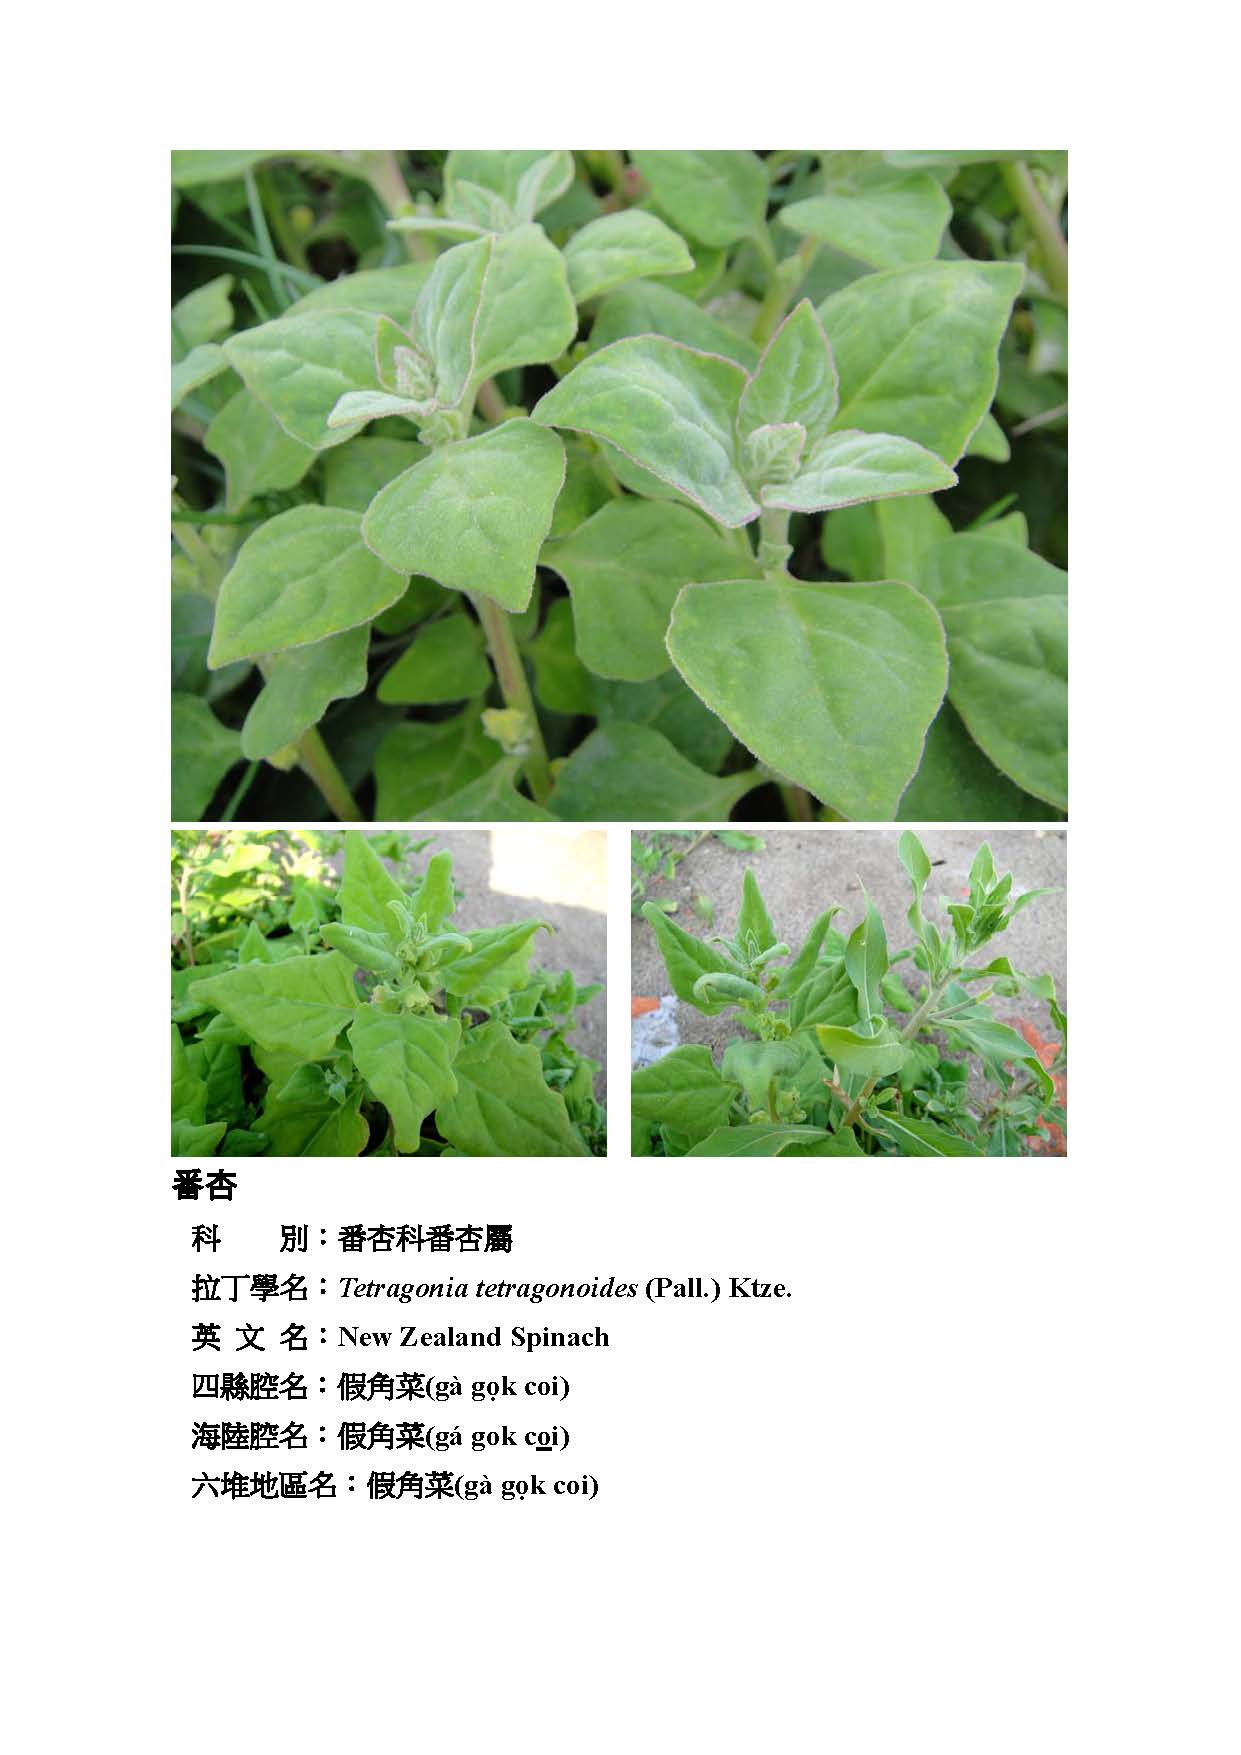 番杏
科　　別：番杏科番杏屬
拉丁學名：Tetragonia tetragonoides (Pall.) Ktze.
英 文 名：New Zealand Spinach
四縣腔名：假角菜(gà gọk coi)
海陸腔名：假角菜(gá gok co̲i)
六堆地區名：假角菜(gà gọk coi)